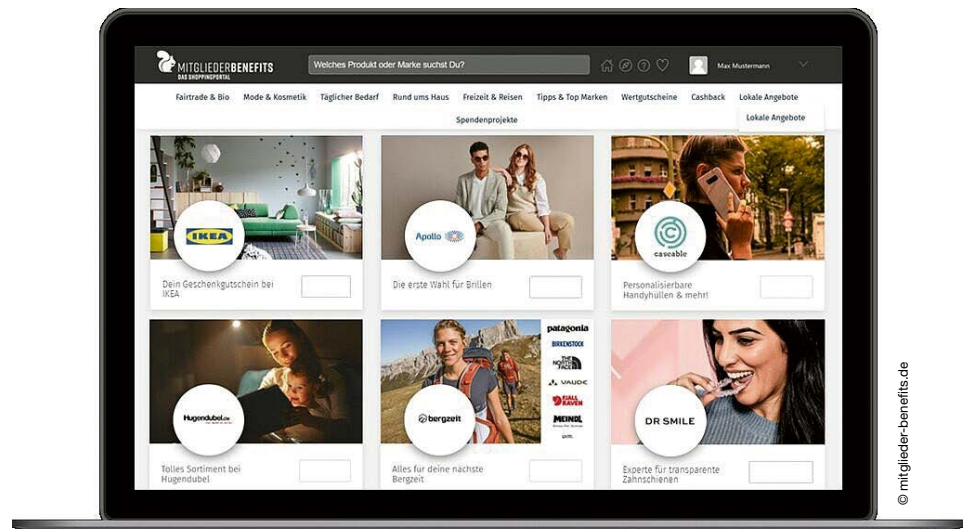 MITGLIEDERBENEFITS
DAS SHOPPINGPORTAL
Welches Produkt oder Marke suchst Du?
Max Mustermann
Fairtrade & Bio Mode & Kosmetik Täglicher Bedarf Rund ums Haus Freizeit & Reisen Tipps & Top Marken Wertgutscheine Cashback Lokale Angebote
Spendenprojekte
Lokale Angebote
IKEA
Dein Geschenkgutschein bei
IKEA
Apollo
Die erste Wahl für Brillen
caseable
Personalisierbare
Handyhüllen & mehr!
Hugendubel.de
Tolles Sortiment bei
Hugendubel
patagonia
BIRKENSTOCK
THE
NORTH
FACE
VAUDE
FJÄLL
RÄVEN
MEINDL
uvm.
bergzeit
Alles für deine nächste
Bergzeit
DR SMILE
Experte für transparente
Zahnschienen
© mitglieder-benefits.de